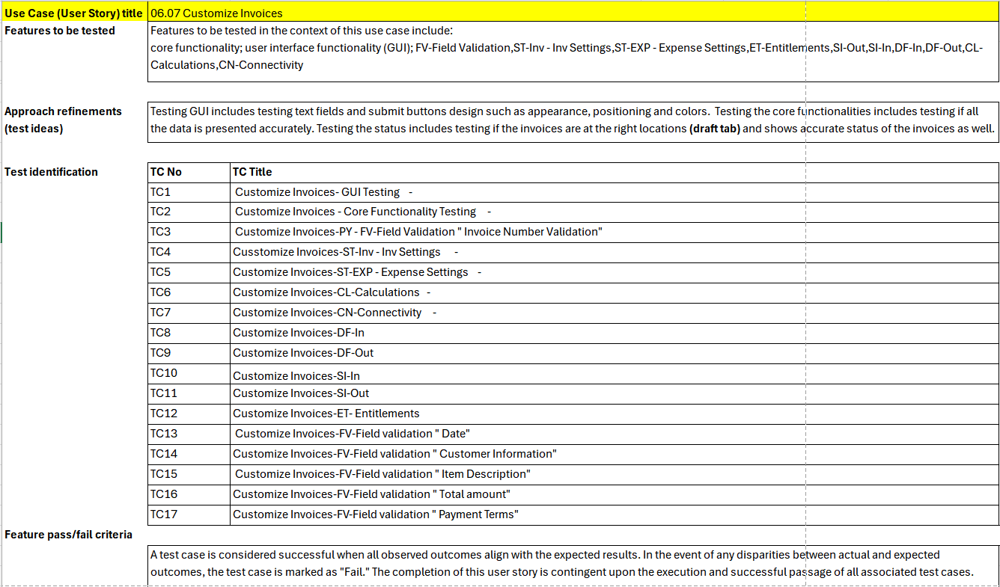 Use Case (User Story) title 06.07 Customize Invoices
Features to be tested Features to be tested in the context of this use case include:
core functionality; user interface functionality (GUI); FV-Field Validation,ST-Inv - Inv Settings,ST-EXP - Expense Settings,ET-Entitlements,SI-Out,SI-In,DF-In,DF-Out,CL-
Calculations,CN-Connectivity
Approach refinements Testing GUI includes testing text fields and submit buttons design such as appearance, positioning and colors. Testing the core functionalities includes testing if all
(test ideas) the data is presented accurately. Testing the status includes testing if the invoices are at the right locations (draft tab) and shows accurate status of the invoices as well.
Test identification TC No TC Title
TC1 Customize Invoices- GUI Testing -
TC2 Customize Invoices - Core Functionality Testing -
TC3 Customize Invoices-PY - FV-Field Validation " Invoice Number Validation"
TC4 Cusstomize Invoices-ST-Inv - Inv Settings -
TC5 Customize Invoices-ST-EXP - Expense Settings -
TC6 Customize Invoices-CL-Calculations -
TC7 Customize Invoices-CN-Connectivity -
TC8 Customize Invoices-DF-In
TC9 Customize Invoices-DF-Out
TC10 Customize Invoices-SI-In
TC11 Customize Invoices-SI-Out
TC12 Customize Invoices-ET- Entitlements
TC13 Customize Invoices-FV-Field validation " Date"
TC14 Customize Invoices-FV-Field validation " Customer Information"
TC15 Customize Invoices-FV-Field validation " Item Description"
TC16 Customize Invoices-FV-Field validation " Total amount"
TC17 Customize Invoices-FV-Field validation " Payment Terms"
Feature pass/fail criteria
A test case is considered successful when all observed outcomes align with the expected results. In the event of any disparities between actual and expected
outcomes, the test case is marked as "Fail." The completion of this user story is contingent upon the execution and successful passage of all associated test cases.